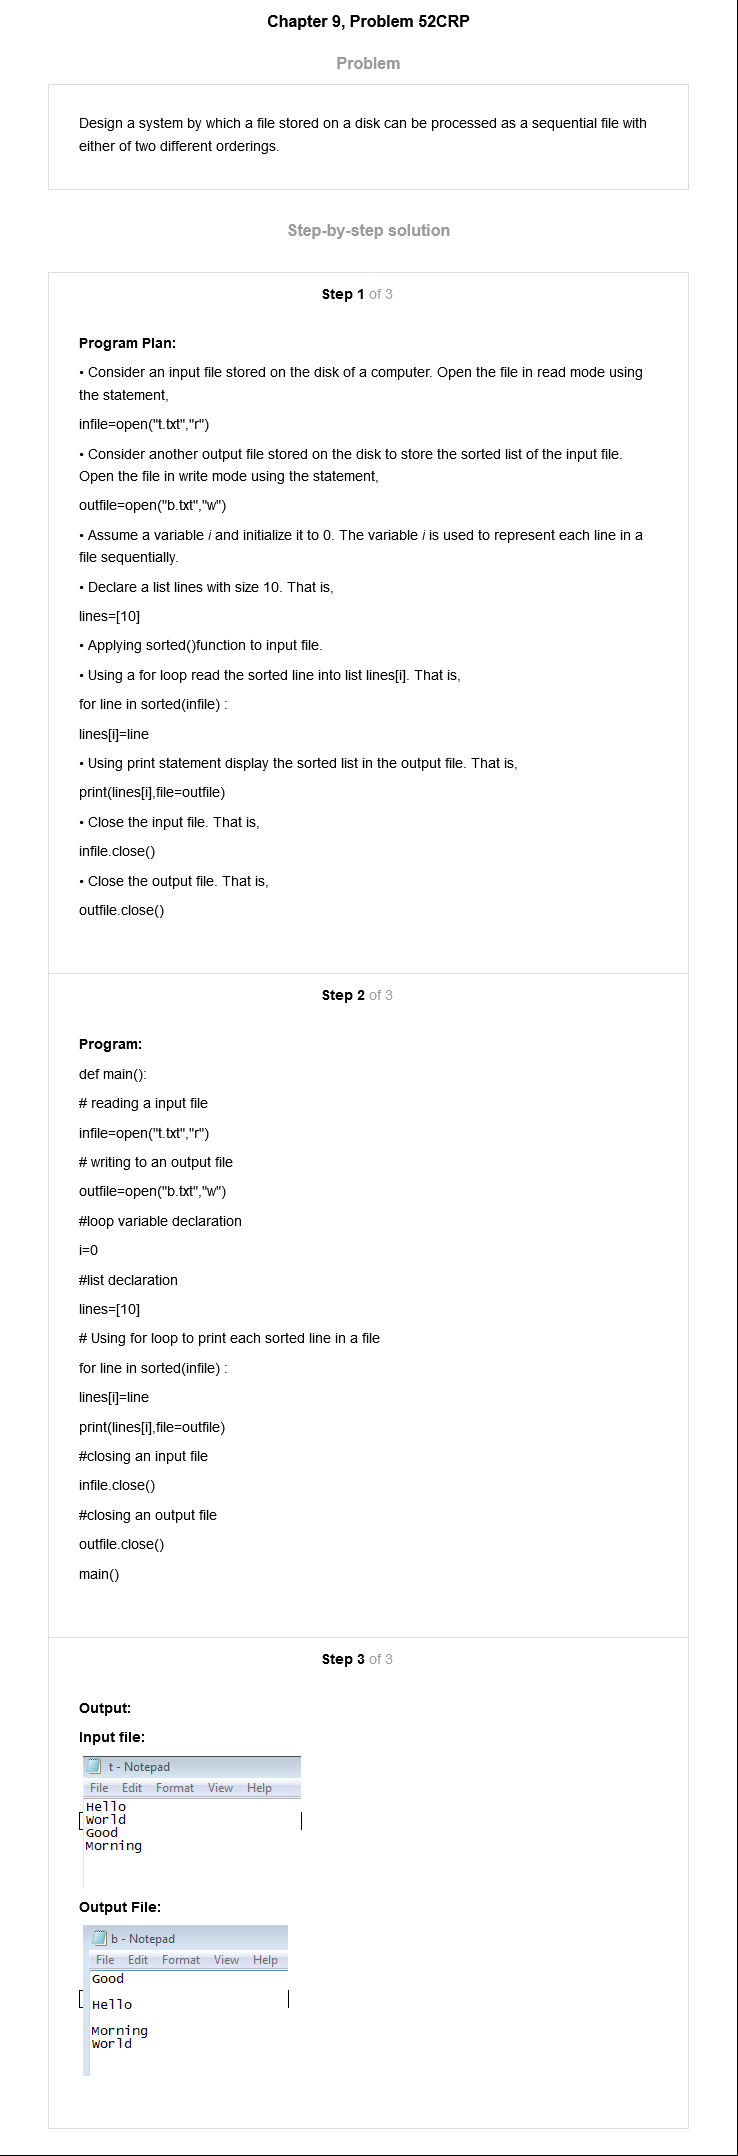 Chapter 9, Problem 52CRP
Problem
Design a system by which a file stored on a disk can be processed as a sequential file with
either of two different orderings.
Step-by-step solution
Step 1 of 3
Program Plan:
• Consider an input file stored on the disk of a computer. Open the file in read mode using
the statement,
infile=open("t.txt","r")
• Consider another output file stored on the disk to store the sorted list of the input file.
Open the file in write mode using the statement,
outfile=open("b.txt","w")
• Assume a variable i and initialize it to 0. The variable i is used to represent each line in a
file sequentially.
• Declare a list lines with size 10. That is,
lines=[10]
• Applying sorted()function to input file.
• Using a for loop read the sorted line into list lines[i]. That is,
for line in sorted(infile) :
lines[i]=line
• Using print statement display the sorted list in the output file. That is,
print(lines[i],file=outfile)
• Close the input file. That is,
infile.close()
• Close the output file. That is,
outfile.close()
Step 2 of 3
Program:
def main():
# reading a input file
infile=open("t.txt","r")
# writing to an output file
outfile=open("b.txt","w")
#loop variable declaration
i=0
#list declaration
lines=[10]
# Using for loop to print each sorted line in a file
for line in sorted(infile) :
lines[i]=line
print(lines[i],file=outfile)
#closing an input file
infile.close()
#closing an output file
outfile.close()
main()
Step 3 of 3
Output:
Input file:
t - Notepad
File Edit Format View Help
Hello
World
Good
Morning
Output File:
b - Notepad
File Edit Format View Help
Good
Hello
Morning
World